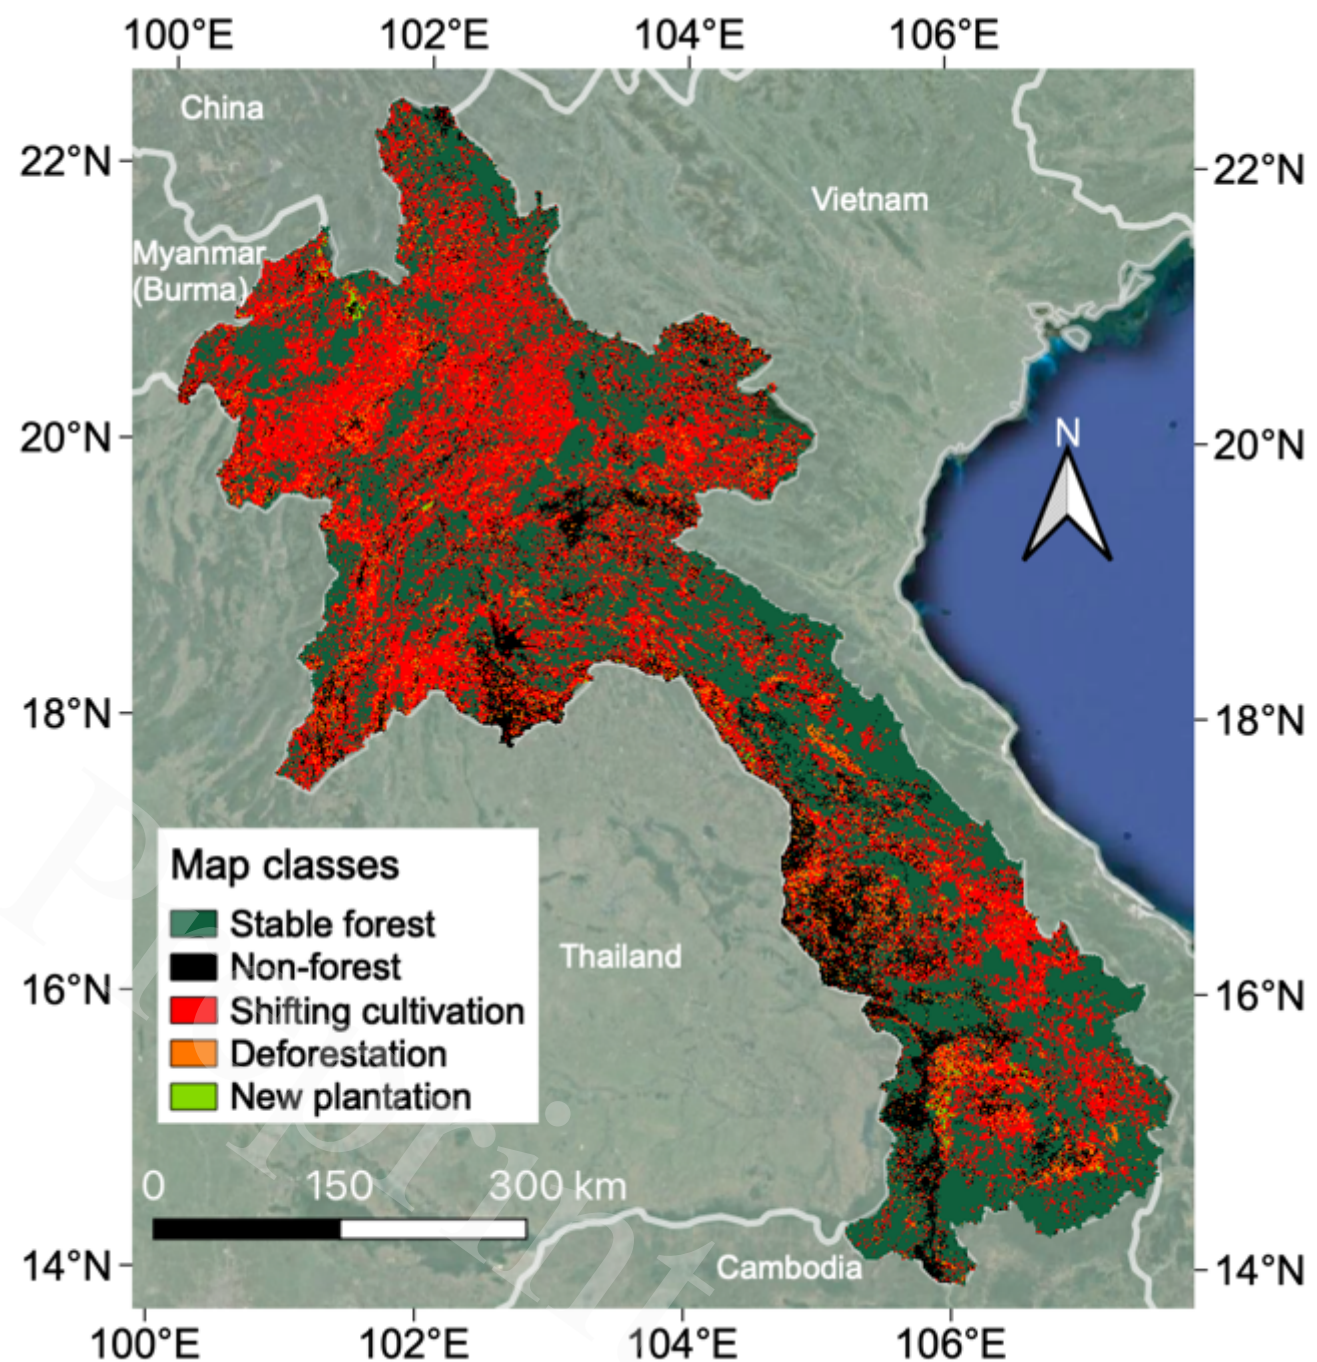 100°E 102°E 104°E 106°E
China
22°N
22°N
Vietnam
Myanmar
(Burma)
20°N
N
20°N
18°N
18°N
Map classes
Stable forest
Non-forest
Shifting cultivation
Deforestation
New plantation
Thailand
16°N
16°N
0 150 300 km
Cambodia
14°N
14°N
100°E 102°E 104°E 106°E
Preprint